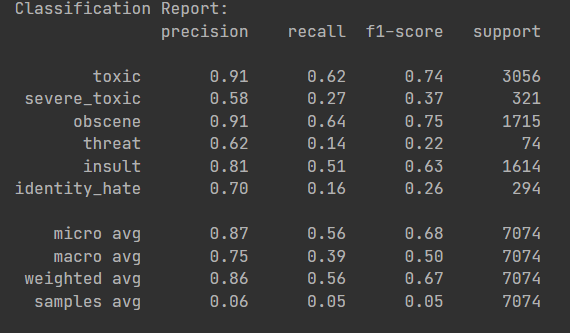 Classification Report:
precision recall f1-score support
toxic 0.91 0.62 0.74 3056
severe_toxic 0.58 0.27 0.37 321
obscene 0.91 0.64 0.75 1715
threat 0.62 0.14 0.22 74
insult 0.81 0.51 0.63 1614
identity_hate 0.70 0.16 0.26 294
micro avg 0.87 0.56 0.68 7074
macro avg 0.75 0.39 0.50 7074
weighted avg 0.86 0.56 0.67 7074
samples avg 0.06 0.05 0.05 7074